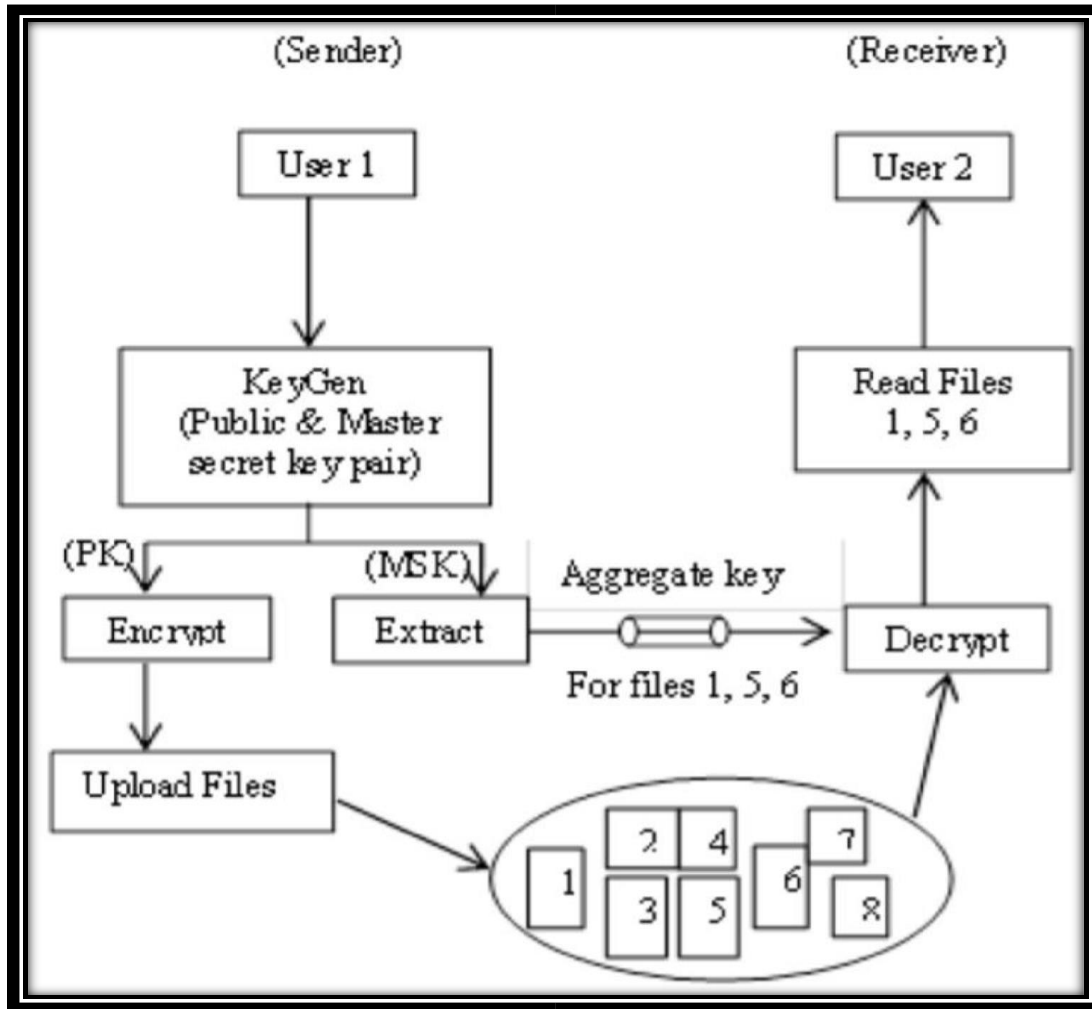 (Sender)
(Receiver)
User 1
User 2
KeyGen
(Public & Master
secret key pair)
Read Files
1, 5, 6
(PK)
(MSK)
Aggregate key
Encrypt
Extract
Decrypt
For files 1, 5, 6
Upload Files
1
2
4
3
5
6
7
8